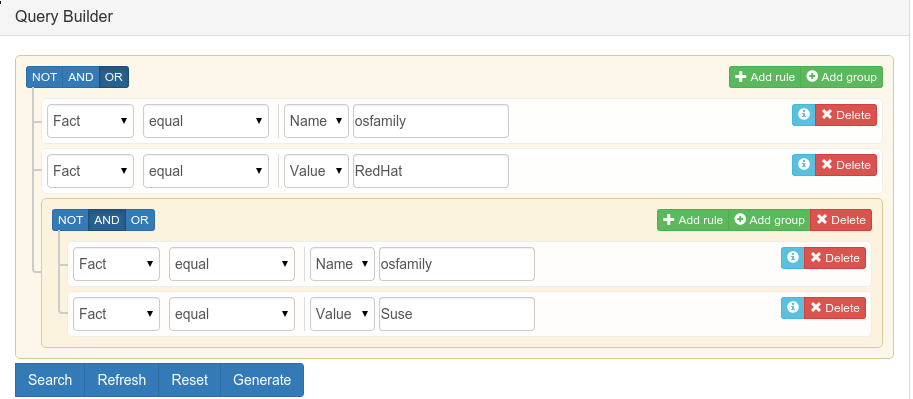 Query Builder
NOT AND OR Add rule Add group
Fact equal Name osfamily Delete
Fact equal Value RedHat Delete
NOT AND OR Add rule Add group Delete
Fact equal Name osfamily Delete
Fact equal Value Suse Delete
Search Refresh Reset Generate